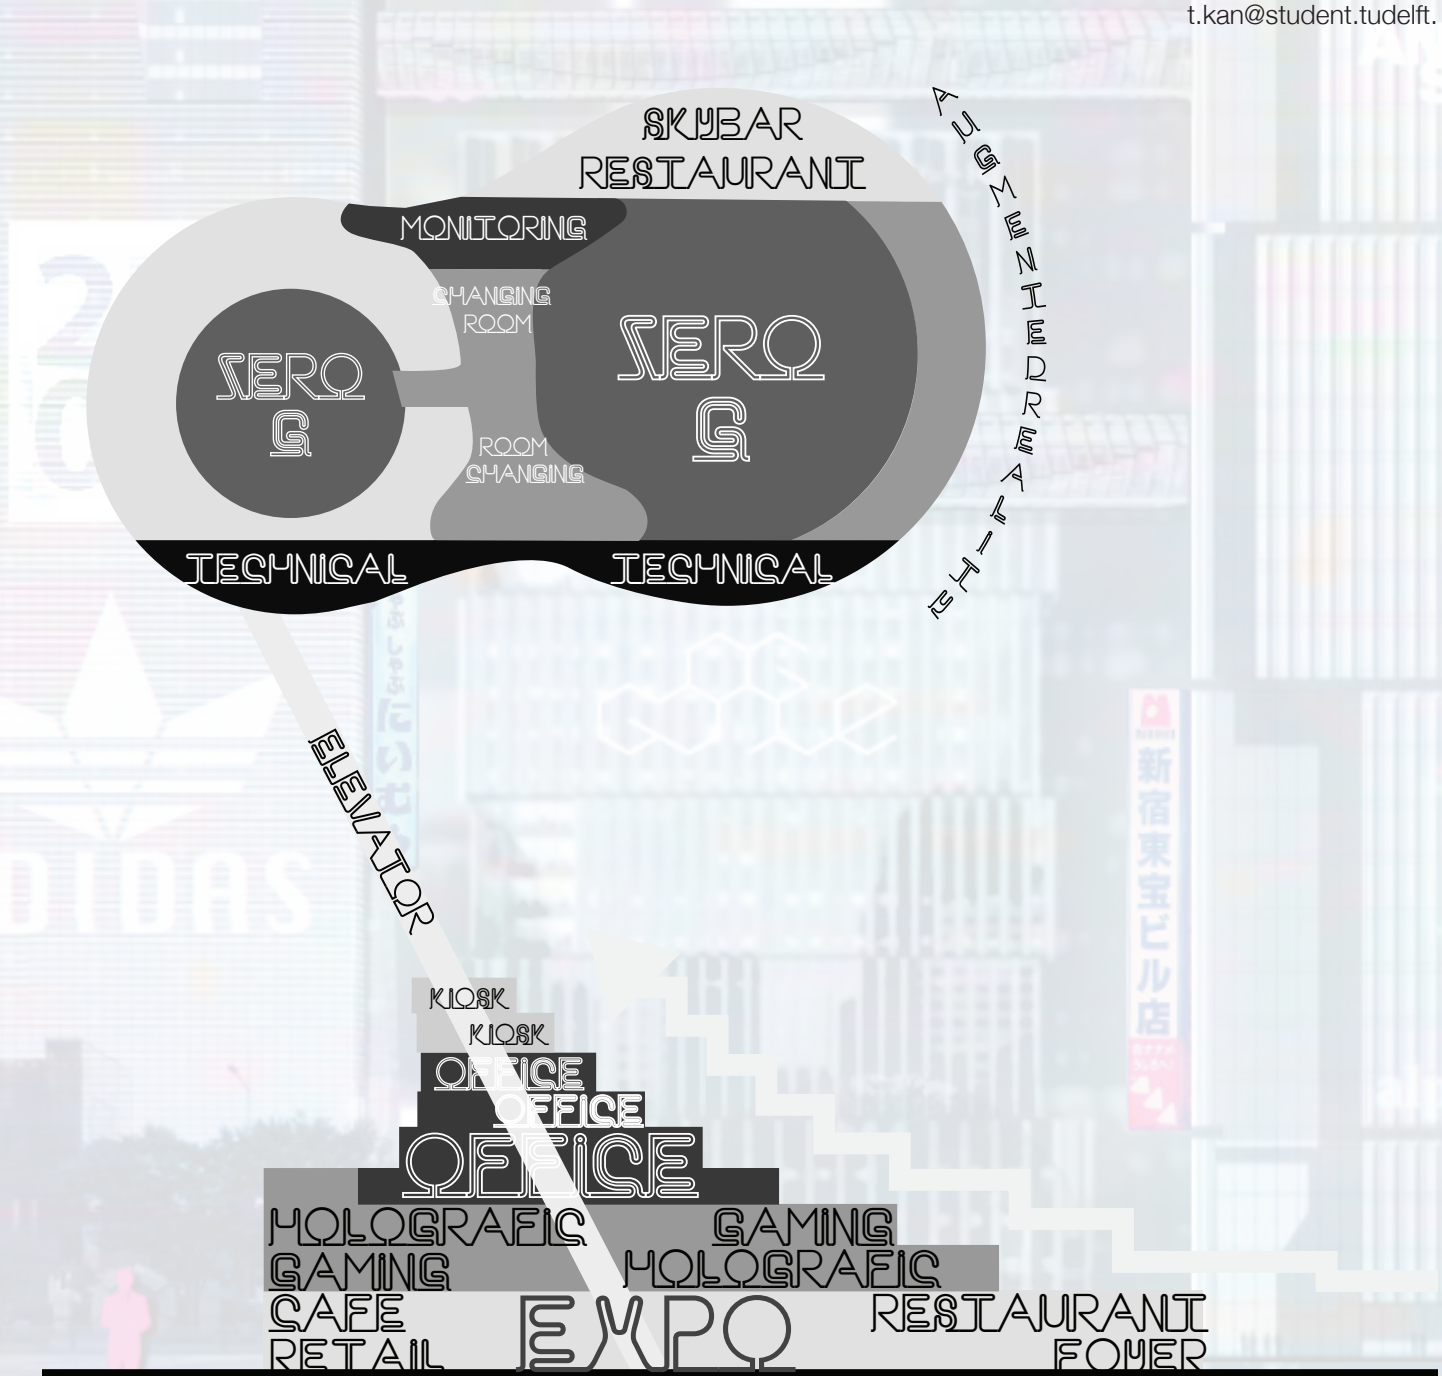 t.kan@student.tudelft.
SKYBAR
RESTAURANT
AUGMENTED REALITY
MONITORING
CHANGING
ROOM
ZERO
G
ZERO
G
ROOM
CHANGING
TECHNICAL
TECHNICAL
ELEVATOR
KIOSK
KIOSK
OFFICE
OFFICE
OFFICE
HOLOGRAFIC
GAMING
GAMING
HOLOGRAFIC
CAFE
RESTAURANT
RETAIL
EXPO
FOYER
20
DIDAS
新宿東宝ビル店